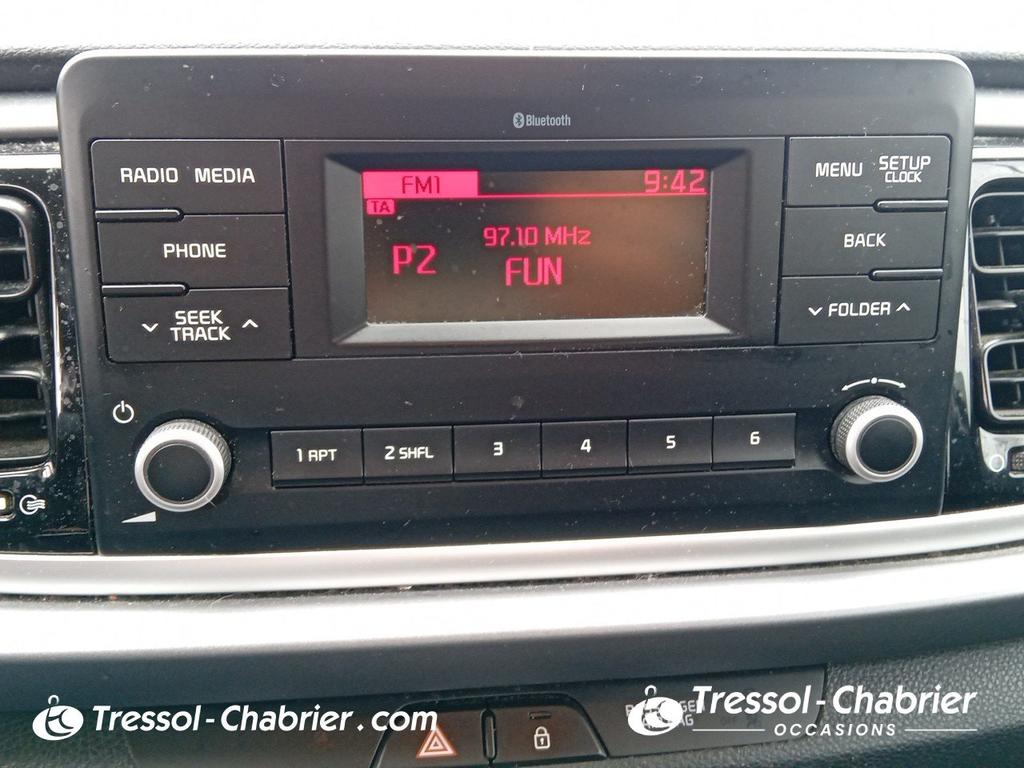 Bluetooth
RADIO MEDIA
FM1 9:42
MENU SETUP CLOCK
TA
97.10 MHz
PHONE
P2 FUN
BACK
SEEK
TRACK
FOLDER
1 RPT 2 SHFL 3 4 5 6
Tressol-Chabrier.com
Tressol-Chabrier
OCCASIONS